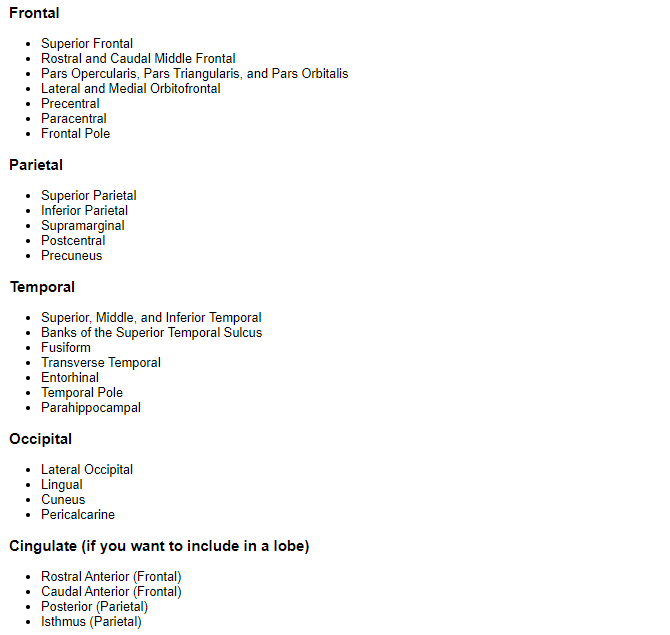 Frontal
Superior Frontal
Rostral and Caudal Middle Frontal
Pars Opercularis, Pars Triangularis, and Pars Orbitalis
Lateral and Medial Orbitofrontal
Precentral
Paracentral
Frontal Pole
Parietal
Superior Parietal
Inferior Parietal
Supramarginal
Postcentral
Precuneus
Temporal
Superior, Middle, and Inferior Temporal
Banks of the Superior Temporal Sulcus
Fusiform
Transverse Temporal
Entorhinal
Temporal Pole
Parahippocampal
Occipital
Lateral Occipital
Lingual
Cuneus
Pericalcarine
Cingulate (if you want to include in a lobe)
Rostral Anterior (Frontal)
Caudal Anterior (Frontal)
Posterior (Parietal)
Isthmus (Parietal)